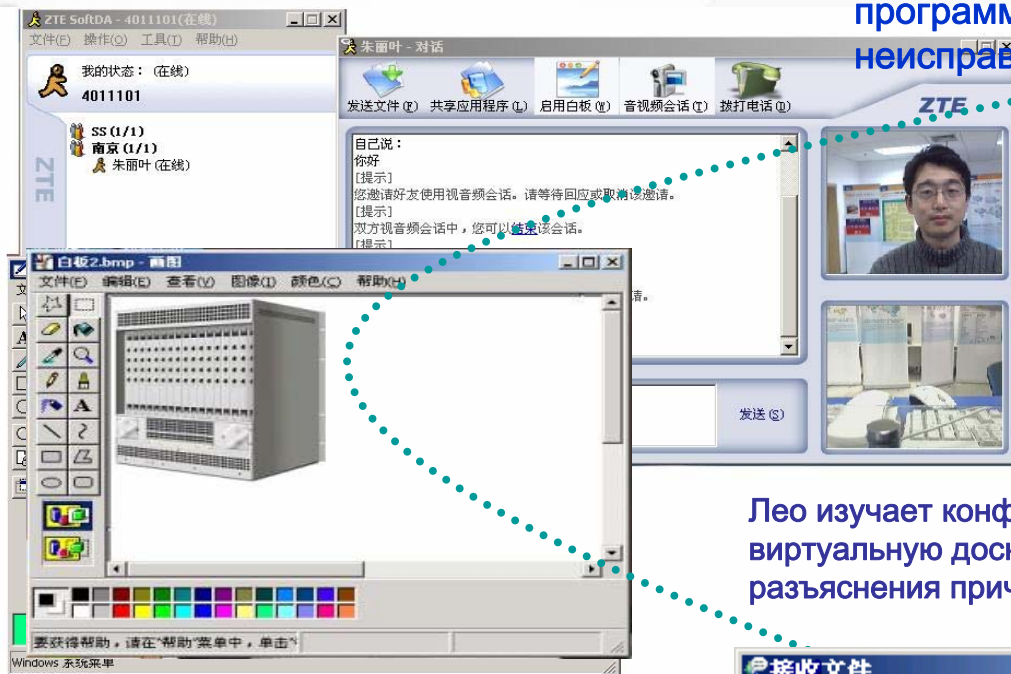 ZTE SoftDA - 4011101(在线)
文件(F) 操作(O) 工具(T) 帮助(H)
我的状态： (在线)
4011101
SS (1/1)
南京 (1/1)
朱丽叶 (在线)
ZTE
программ
неисправ
朱丽叶 - 对话
发送文件(F) 共享应用程序(L) 启用白板(W) 音视频会话(T) 拨打电话(D)
ZTE
自己说：
你好
[提示]
您邀请好友使用视音频会话。请等待回应或取消该邀请。
[提示]
双方视音频会话中，您可以结束该会话。
[提示]
请。
发送(S)
白板2.bmp - 画图
文件(F) 编辑(E) 查看(V) 图像(I) 颜色(C) 帮助(H)
A
要获得帮助，请在“帮助”菜单中，单击“
Windows 系统菜单
Лео изучает конф
виртуальную доск
разъяснения прич
接收文件